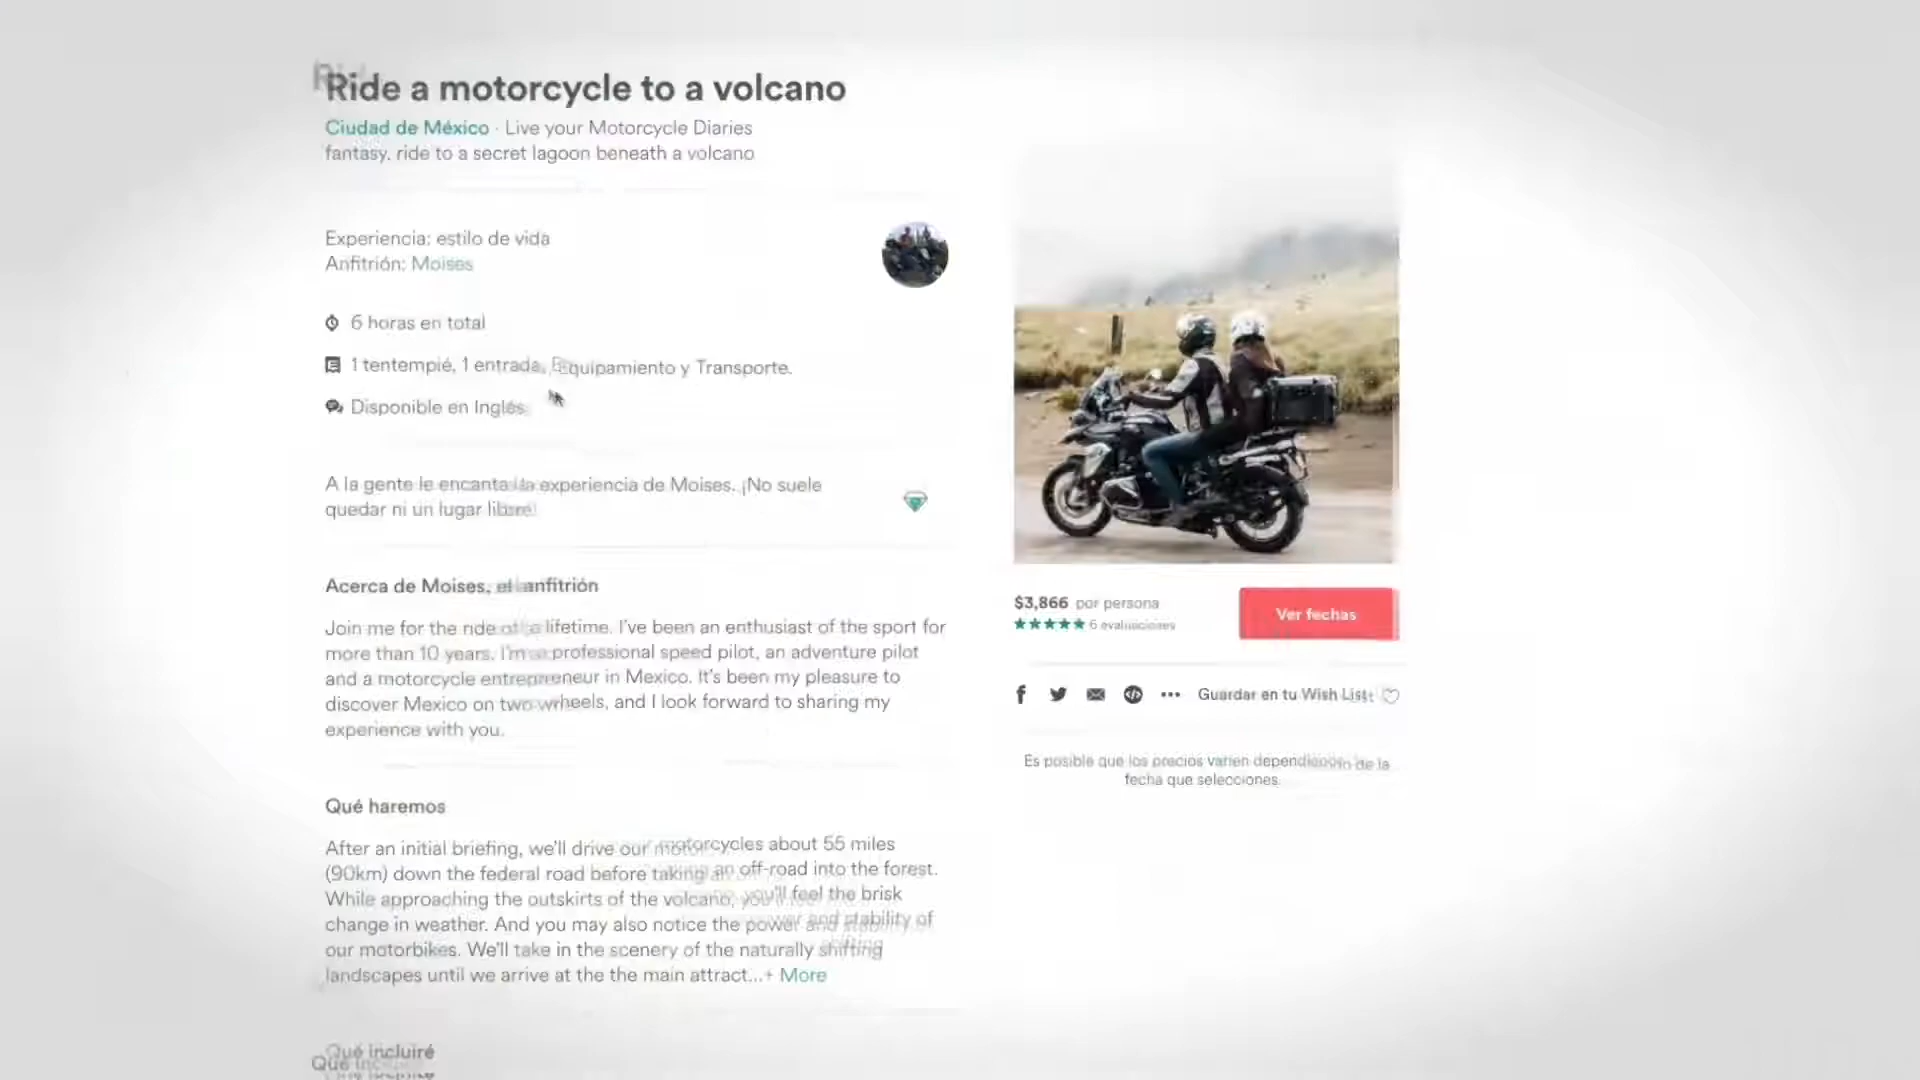 Ride a motorcycle to a volcano
Ciudad de México · Live your Motorcycle Diaries
fantasy, ride to a secret lagoon beneath a volcano
Experiencia: estilo de vida
Anfitrión: Moises
6 horas en total
1 tentempié, 1 entrada, Equipamiento y Transporte.
Disponible en Inglés
A la gente le encanta la experiencia de Moises. ¡No suele
quedar ni un lugar libre!
Acerca de Moises, el anfitrión
Join me for the ride of a lifetime. I've been an enthusiast of the sport for
more than 10 years. I'm a professional speed pilot, an adventure pilot
and a motorcycle entrepreneur in Mexico. It's been my pleasure to
discover Mexico on two wheels, and I look forward to sharing my
experience with you.
Qué haremos
After an initial briefing, we'll drive our motorcycles about 55 miles
(90km) down the federal road before taking an off-road into the forest.
While approaching the outskirts of the volcano, you'll feel the brisk
change in weather. And you may also notice the power and stability of
our motorbikes. We'll take in the scenery of the naturally shifting
landscapes until we arrive at the the main attract...+ More
Qué incluiré
$3,866 por persona
6 evaluaciones
Ver fechas
Guardar en tu Wish List
Es posible que los precios varíen dependiendo de la
fecha que selecciones.